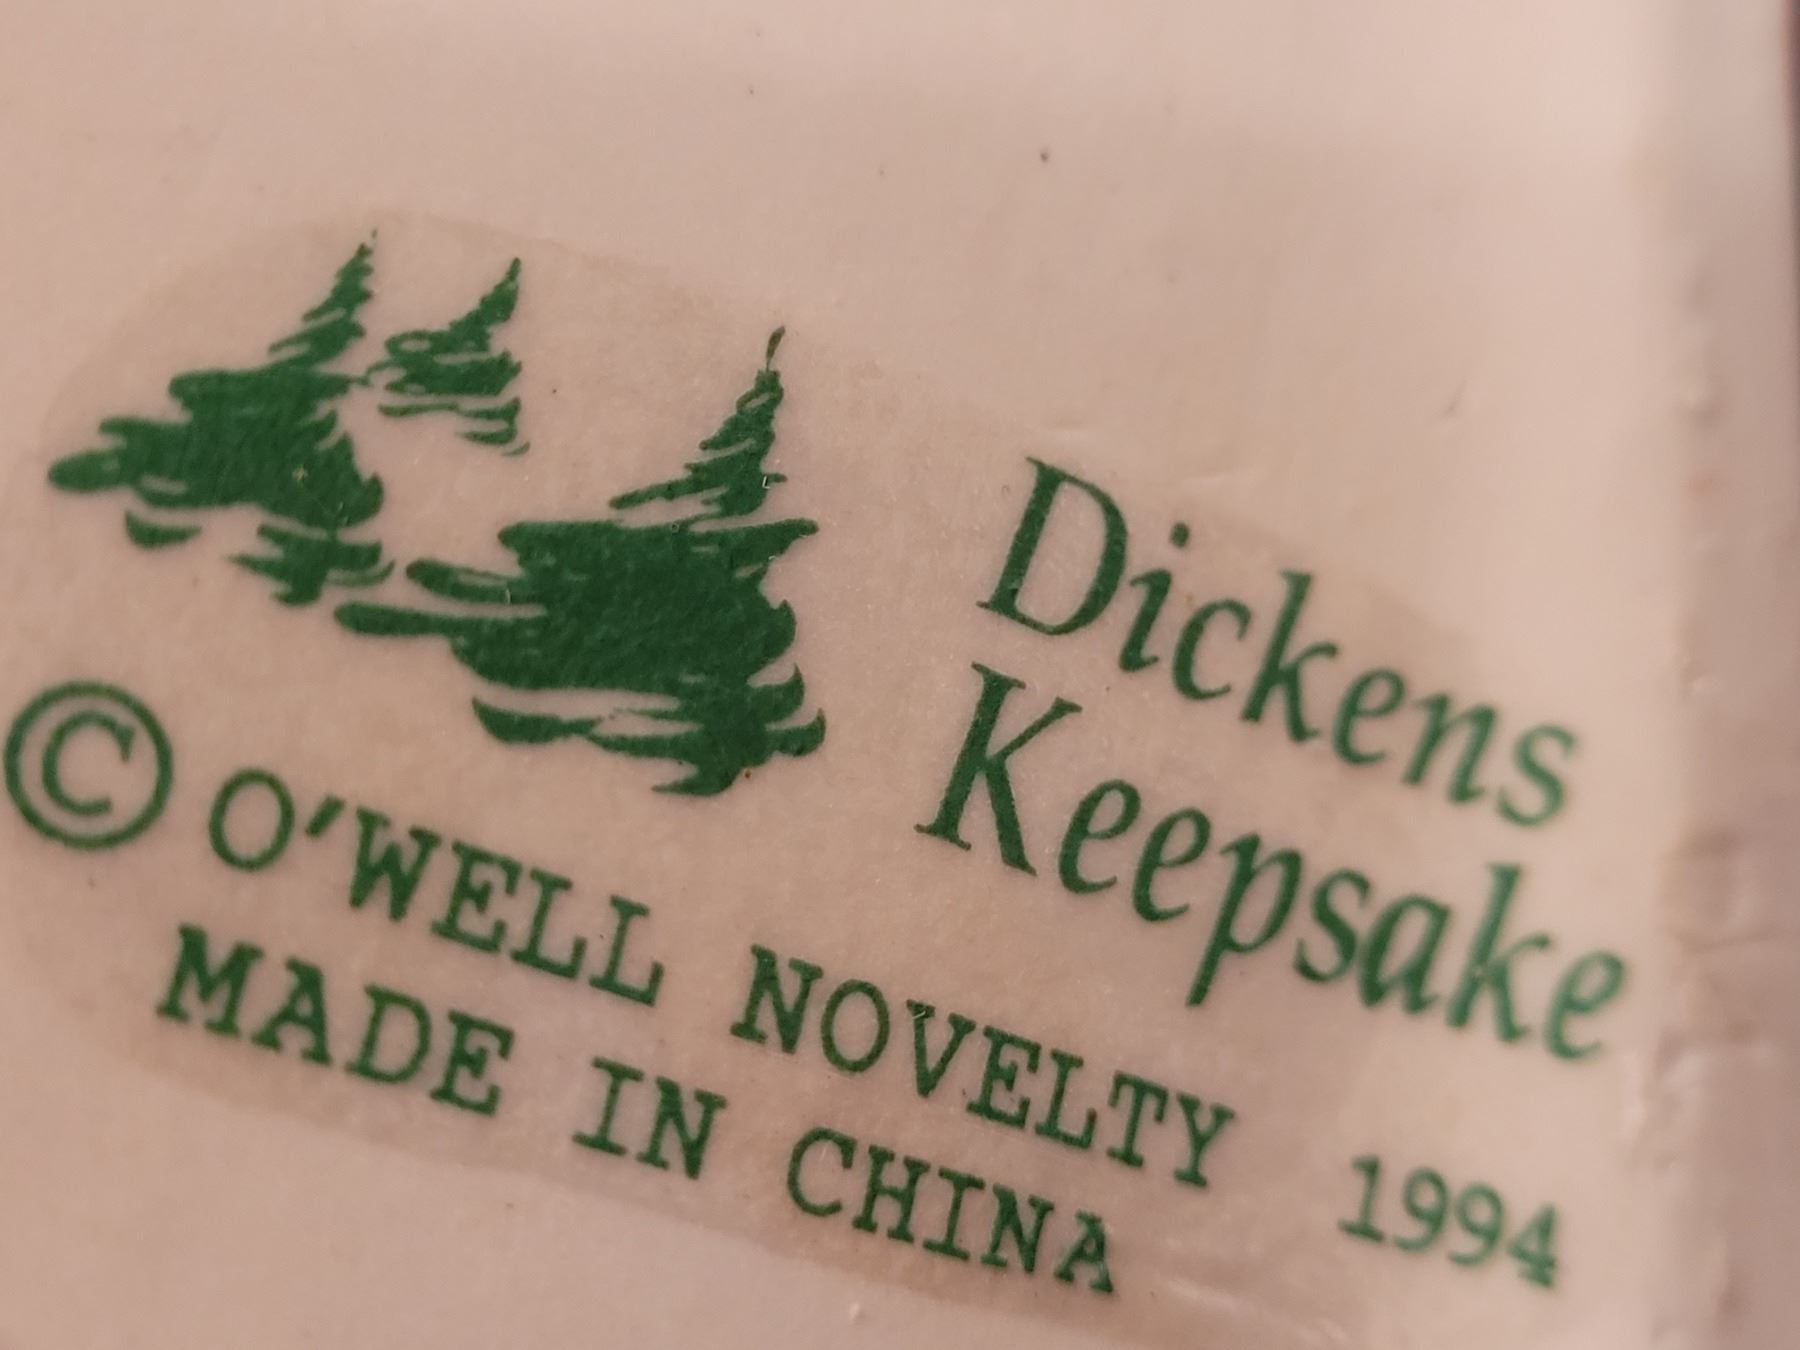 Dickens
Keepsake
© O'WELL NOVELTY 1994
MADE IN CHINA